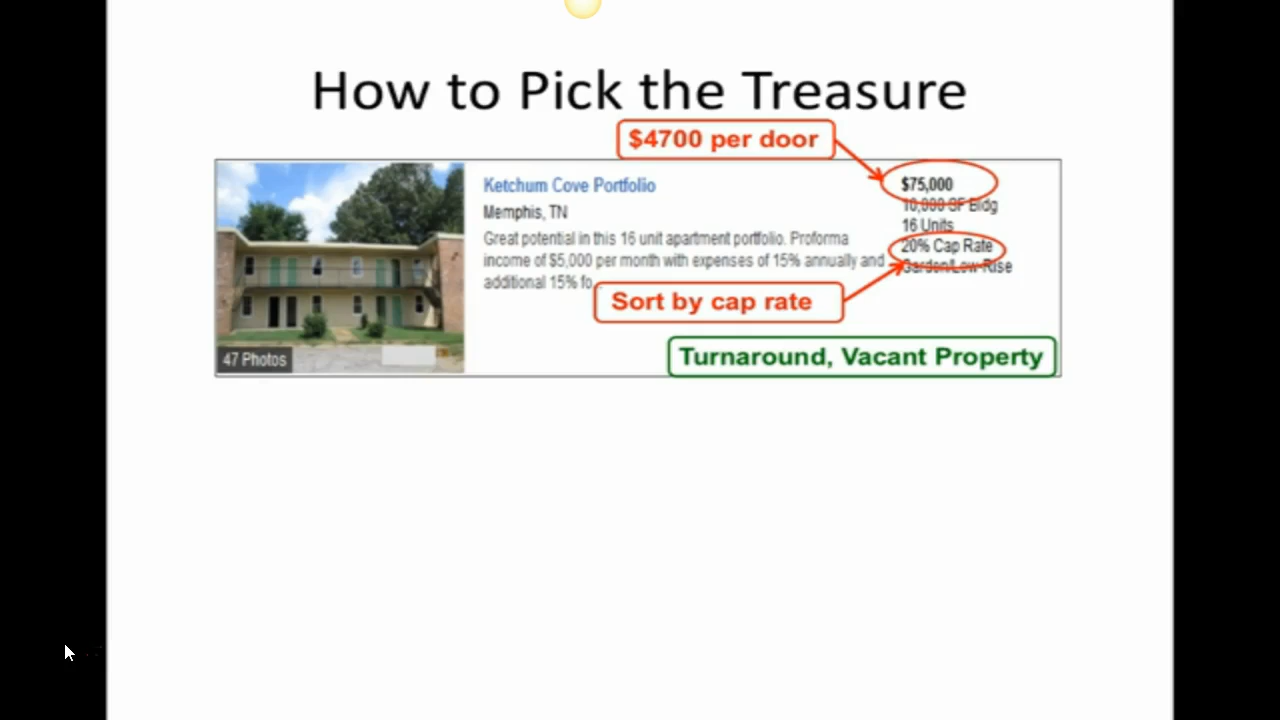 How to Pick the Treasure
$4700 per door
Ketchum Cove Portfolio
Memphis, TN
Great potential in this 16 unit apartment portfolio. Proforma
income of $5,000 per month with expenses of 15% annually and
additional 15% fo...
$75,000
10,000 SF Bldg
16 Units
20% Cap Rate
Garden/Low-Rise
Sort by cap rate
47 Photos
Turnaround, Vacant Property